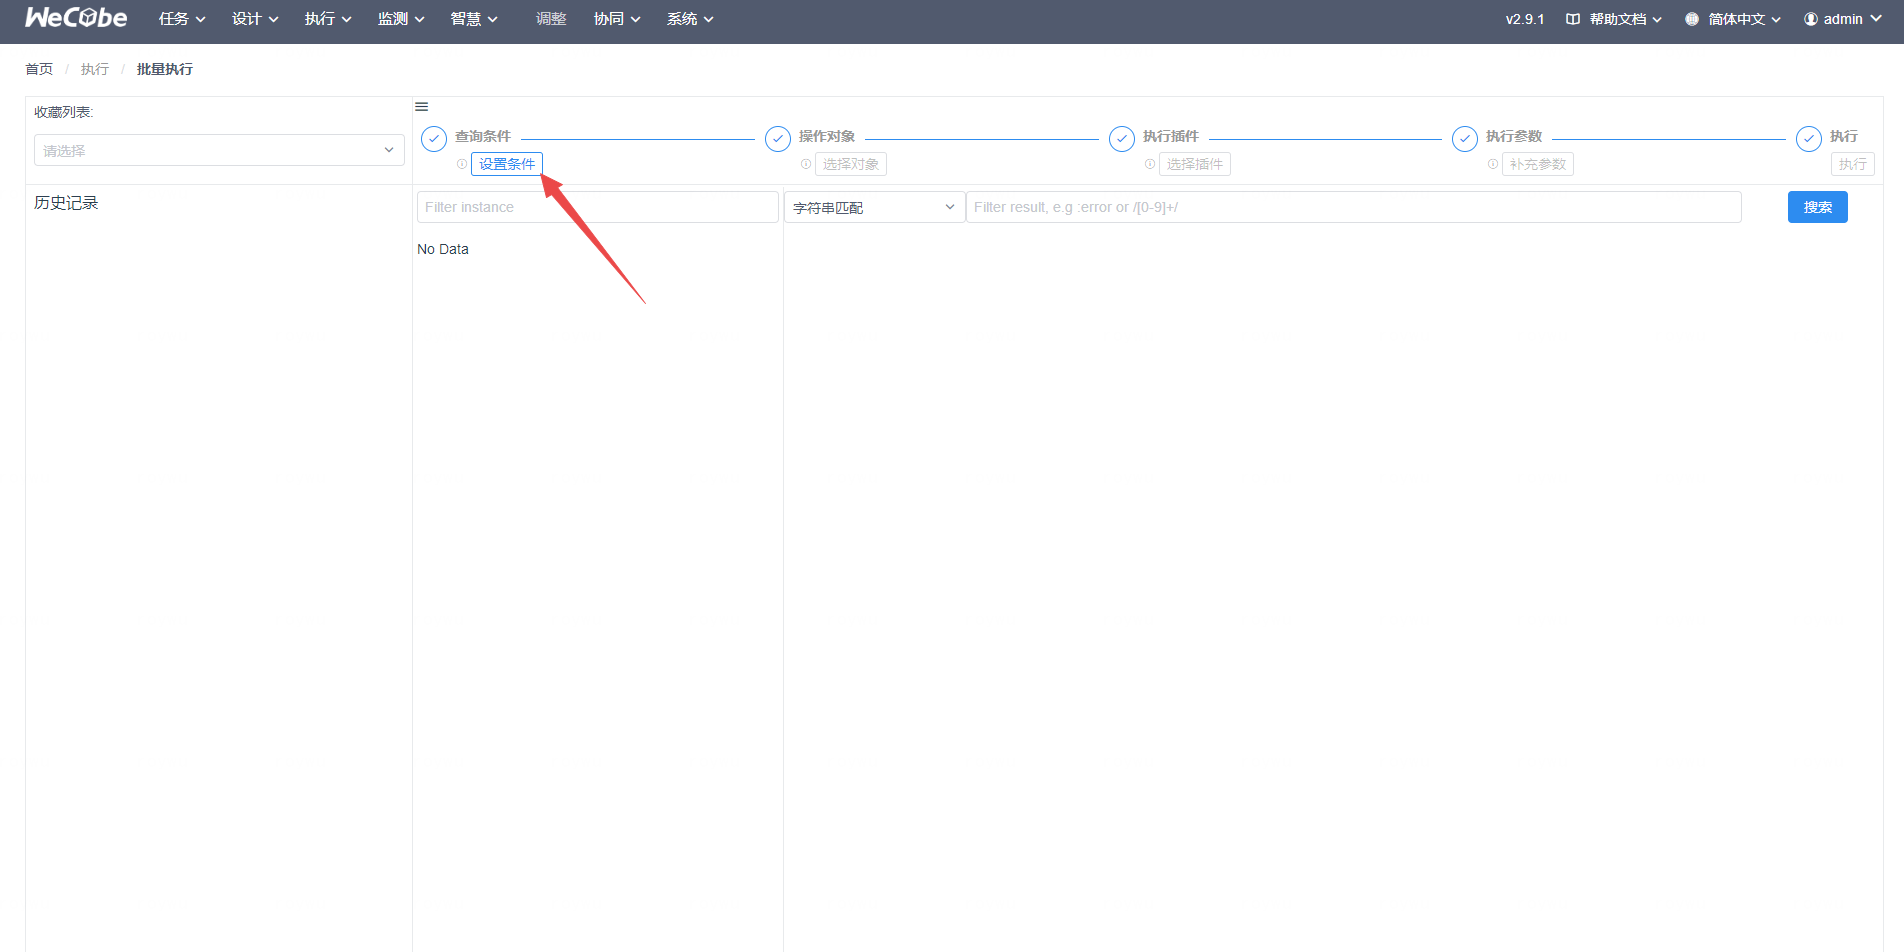 WeCube 任务 设计 执行 监测 智慧 调整 协同 系统 v2.9.1 帮助文档 简体中文 admin
首页 / 执行 / 批量执行
收藏列表:
请选择
查询条件 操作对象 执行插件 执行参数 执行
设置条件 选择对象 选择插件 补充参数 执行
历史记录
Filter instance 字符串匹配 Filter result, e.g :error or /[0-9]+/ 搜索
No Data